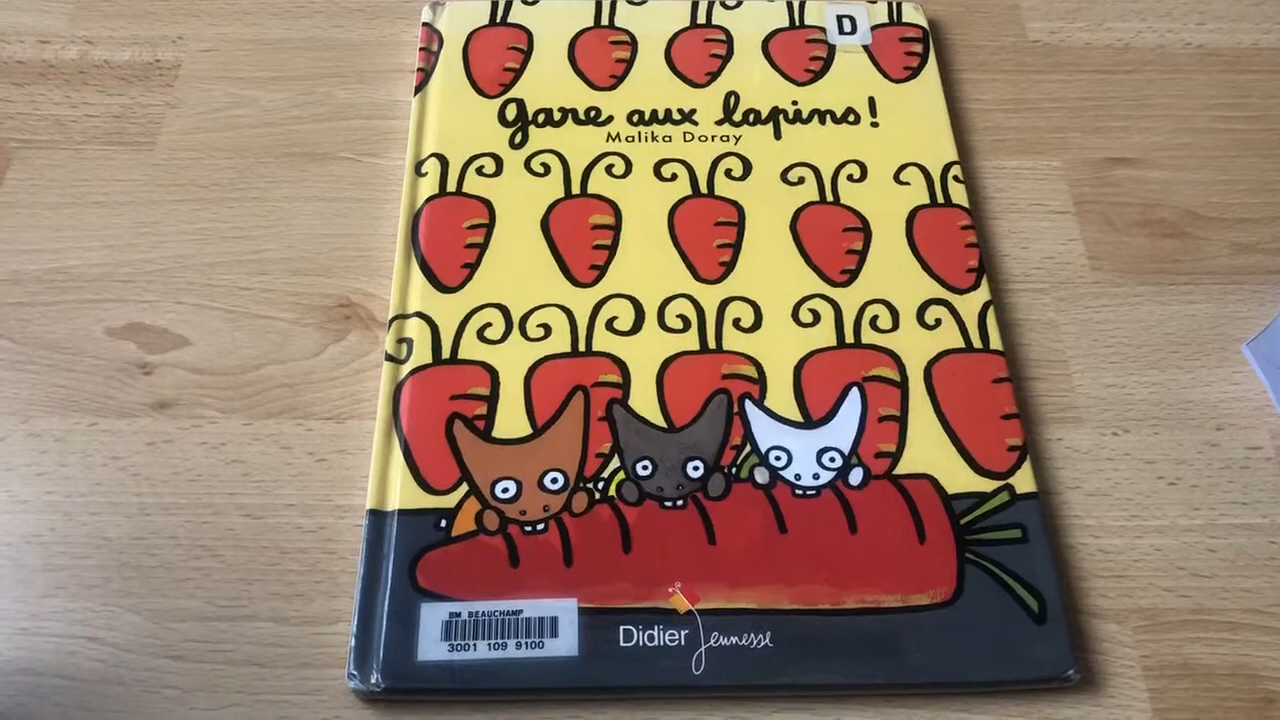 D
gare aux lapins!
Malika Doray
BM BEAUCHAMP
3001 109 9100
Didier Jeunesse